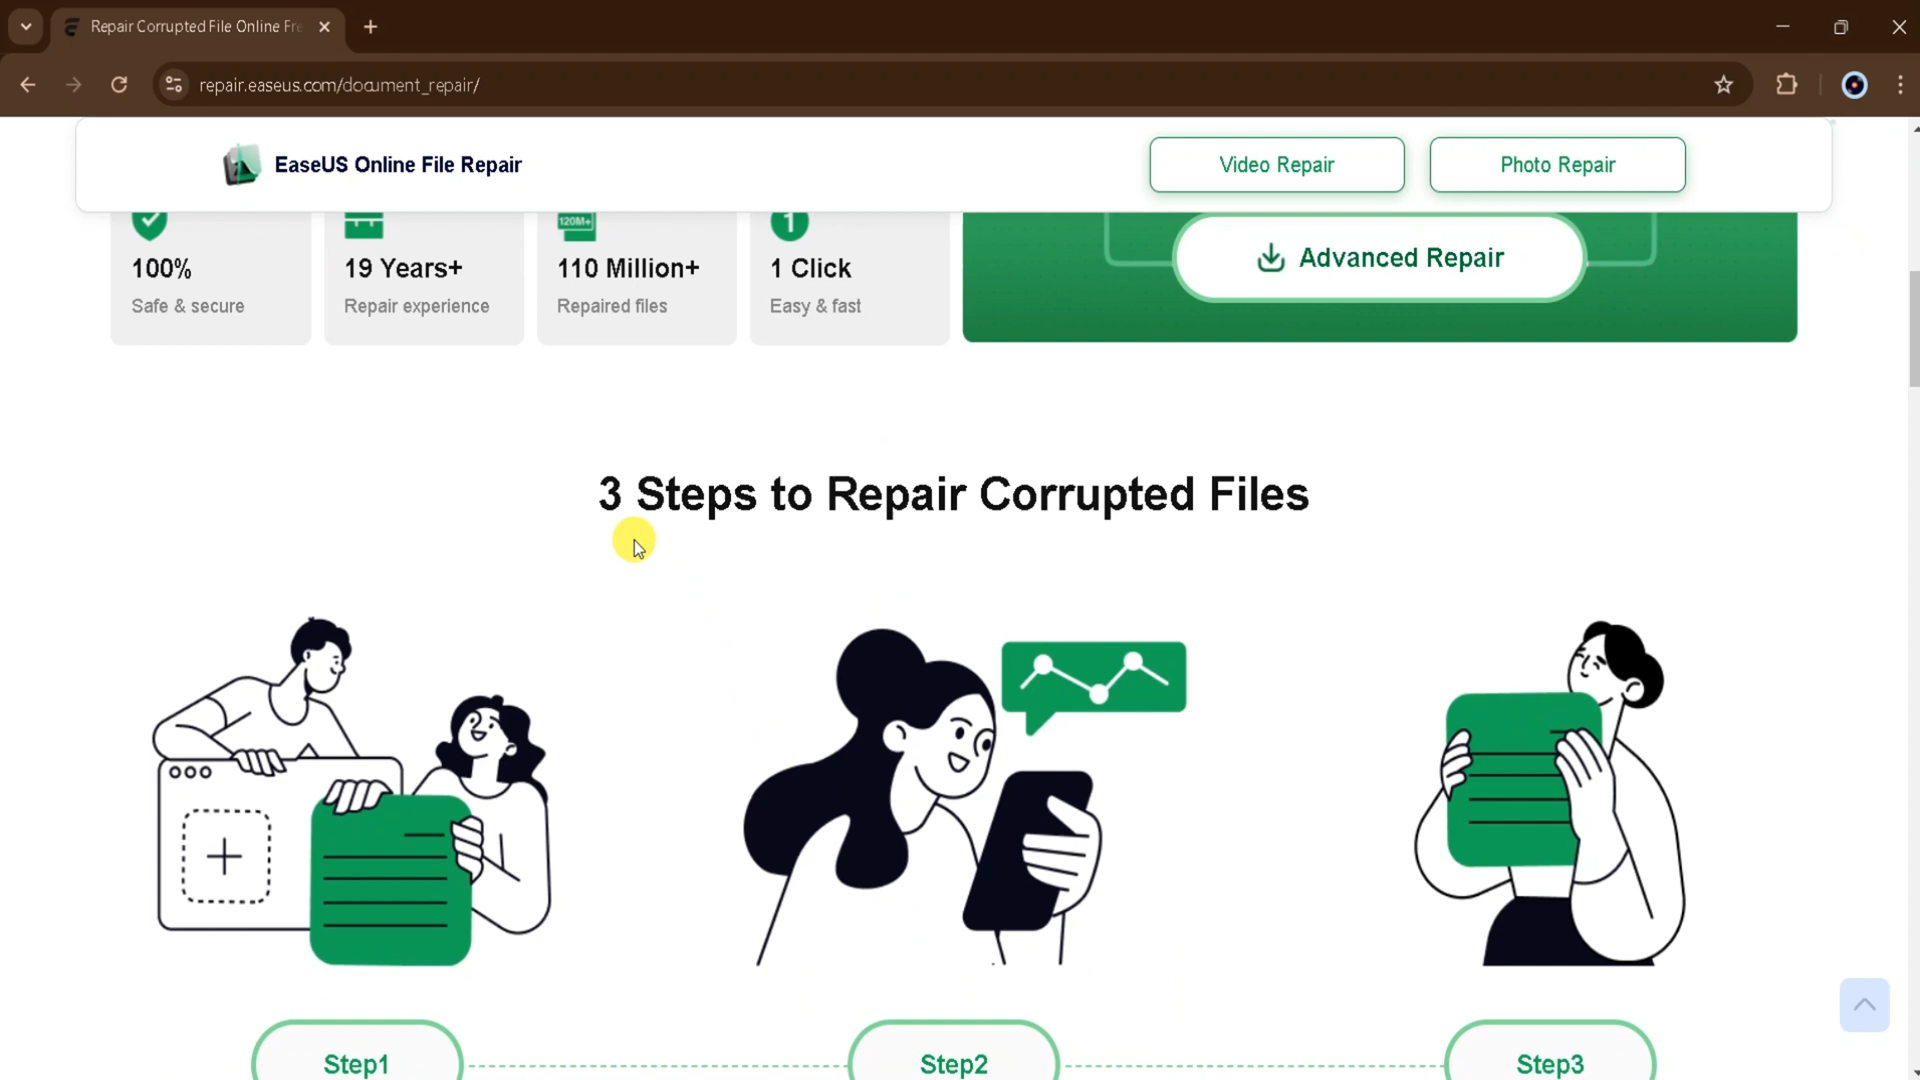 Repair Corrupted File Online Fre
repair.easeus.com/document_repair/
EaseUS Online File Repair
Video Repair
Photo Repair
120M+
1
100%
19 Years+
110 Million+
1 Click
Safe & secure
Repair experience
Repaired files
Easy & fast
Advanced Repair
3 Steps to Repair Corrupted Files
Step1
Step2
Step3